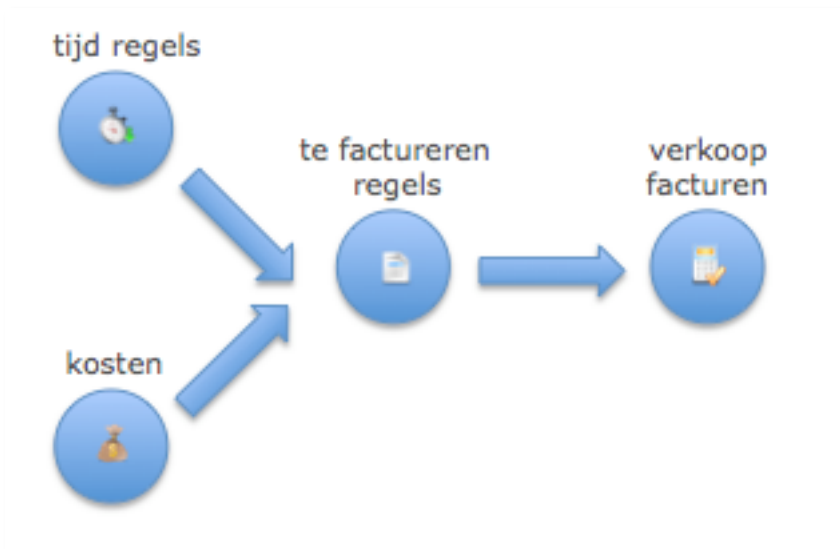 tijd regels
te factureren
regels
verkoop
facturen
kosten